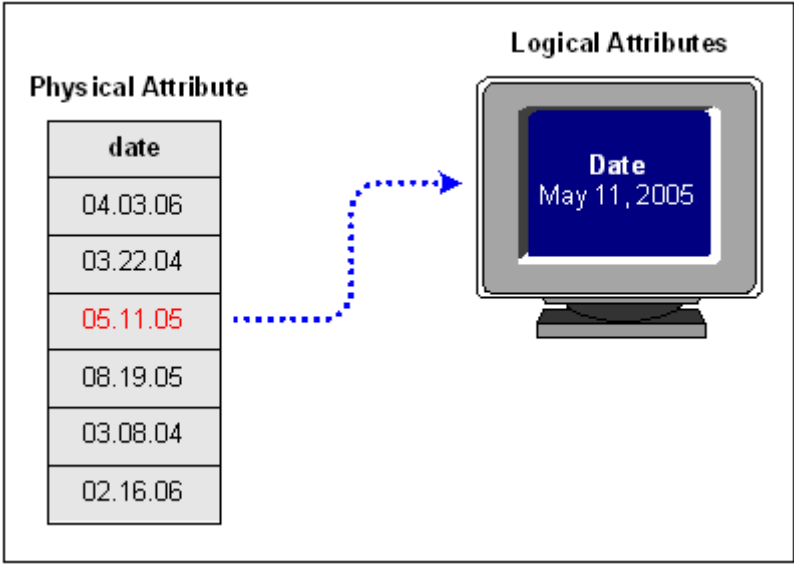 Logical Attributes
Physical Attribute
date
04.03.06
03.22.04
05.11.05
08.19.05
03.08.04
02.16.06
Date
May 11, 2005